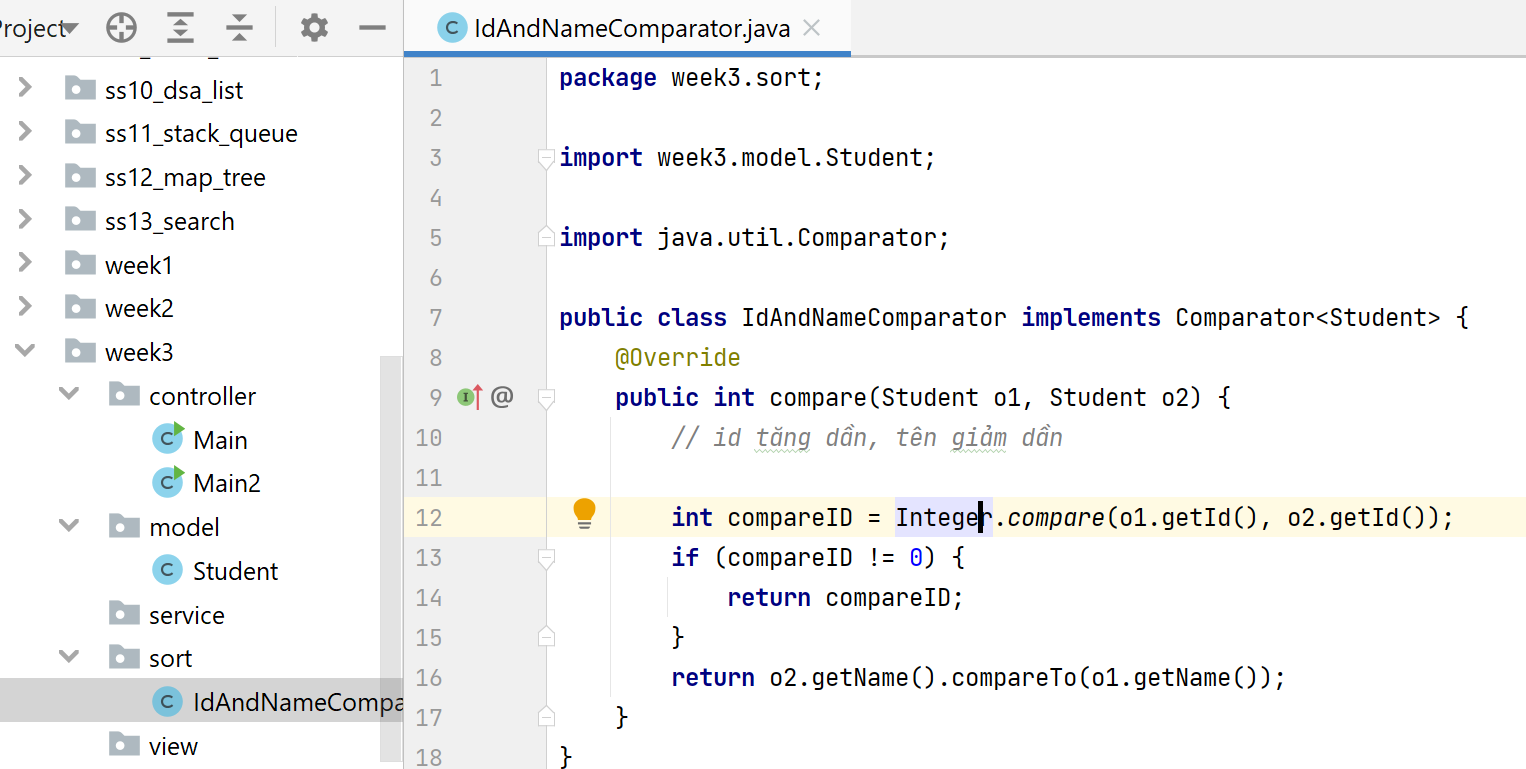 Project
IdAndNameComparator.java
ss10_dsa_list
ss11_stack_queue
ss12_map_tree
ss13_search
week1
week2
week3
controller
Main
Main2
model
Student
service
sort
IdAndNameCompa
view
1 package week3.sort;
2
3 import week3.model.Student;
4
5 import java.util.Comparator;
6
7 public class IdAndNameComparator implements Comparator<Student> {
8 @Override
9 public int compare(Student o1, Student o2) {
10 // id tăng dần, tên giảm dần
11
12 int compareID = Integer.compare(o1.getId(), o2.getId());
13 if (compareID != 0) {
14 return compareID;
15 }
16 return o2.getName().compareTo(o1.getName());
17 }
18 }